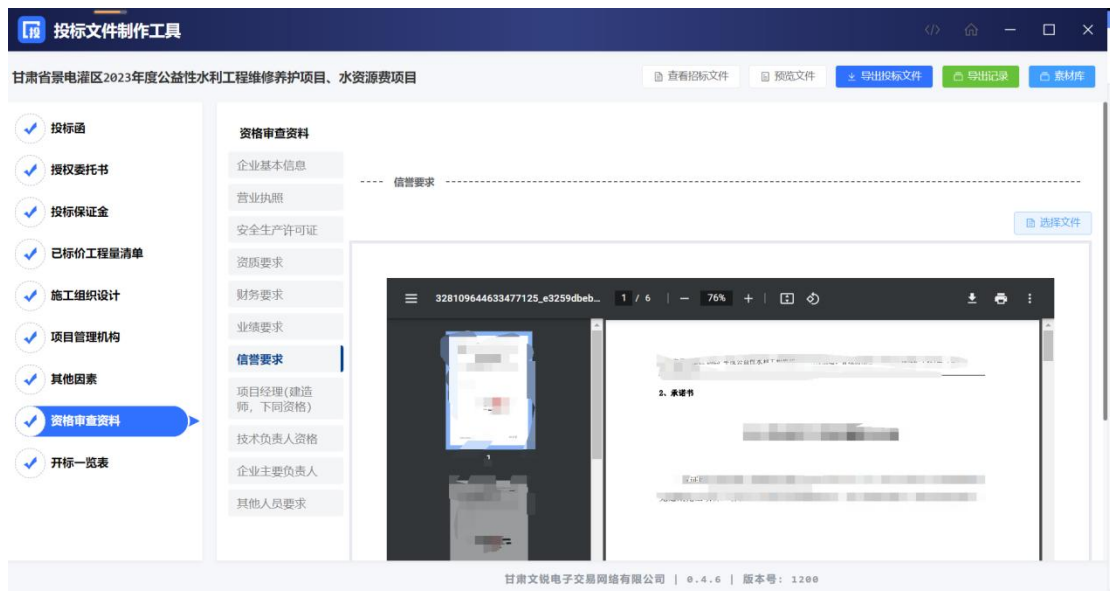 投标文件制作工具
甘肃省景电灌区2023年度公益性水利工程维修养护项目、水资源费项目
查看招标文件
预览文件
导出投标文件
导出记录
素材库
投标函
授权委托书
投标保证金
已标价工程量清单
施工组织设计
项目管理机构
其他因素
资格审查资料
开标一览表
资格审查资料
企业基本信息
营业执照
安全生产许可证
资质要求
财务要求
业绩要求
信誉要求
项目经理(建造
师，下同资格)
技术负责人资格
企业主要负责人
其他人员要求
信誉要求
选择文件
328109644633477125_e3259dbeb…
1 / 6
76%
1
2、承诺书
甘肃文锐电子交易网络有限公司 | 0.4.6 | 版本号: 1200